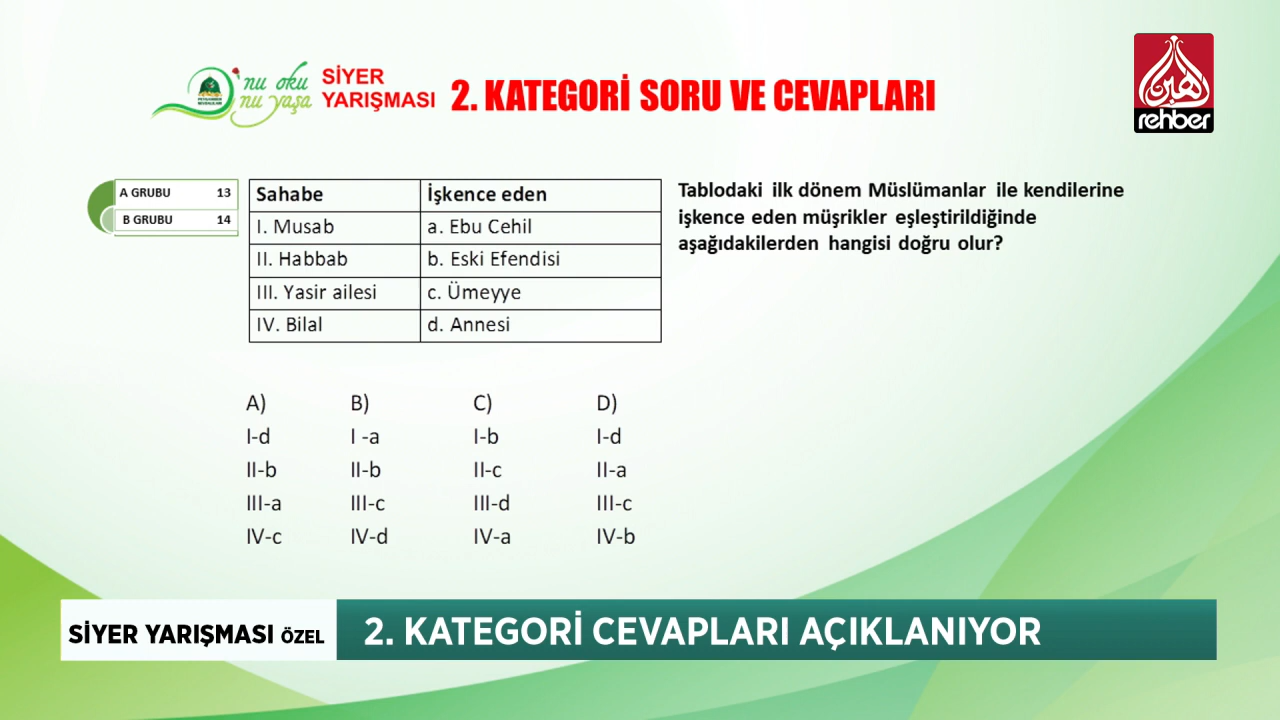 O'nu oku
O'nu yaşa
SİYER
YARIŞMASI
2. KATEGORİ SORU VE CEVAPLARI
هبر
rehber
A GRUBU 13
B GRUBU 14
Sahabe İşkence eden
I. Musab a. Ebu Cehil
II. Habbab b. Eski Efendisi
III. Yasir ailesi c. Ümeyye
IV. Bilal d. Annesi
Tablodaki ilk dönem Müslümanlar ile kendilerine
işkence eden müşrikler eşleştirildiğinde
aşağıdakilerden hangisi doğru olur?
A) B) C) D)
I-d I -a I-b I-d
II-b II-b II-c II-a
III-a III-c III-d III-c
IV-c IV-d IV-a IV-b
SİYER YARIŞMASI ÖZEL
2. KATEGORİ CEVAPLARI AÇIKLANIYOR